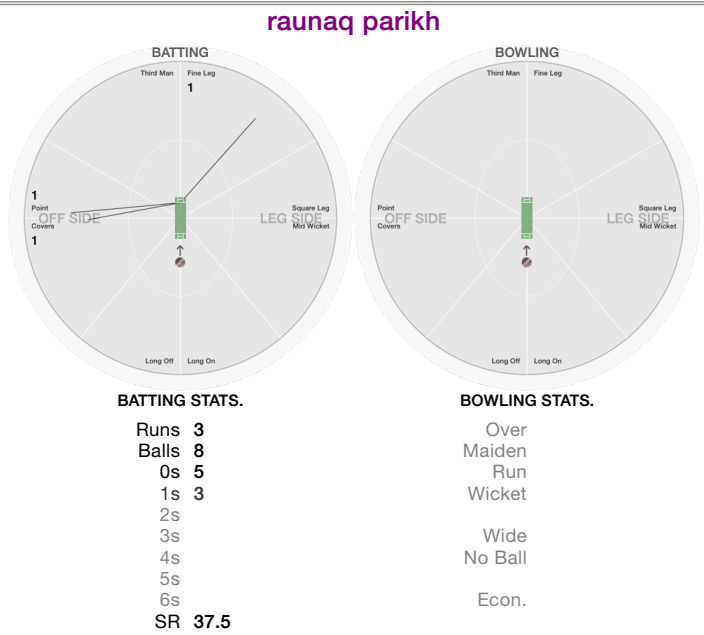 raunaq parikh
BATTING
Third Man Fine Leg
1
1
Point
OFF SIDE
Covers
1
Square Leg
LEG SIDE
Mid Wicket
Long Off Long On
BOWLING
Third Man Fine Leg
Point
OFF SIDE
Covers
Square Leg
LEG SIDE
Mid Wicket
Long Off Long On
BATTING STATS.
Runs 3
Balls 8
0s 5
1s 3
2s
3s
4s
5s
6s
SR 37.5
BOWLING STATS.
Over
Maiden
Run
Wicket
Wide
No Ball
Econ.